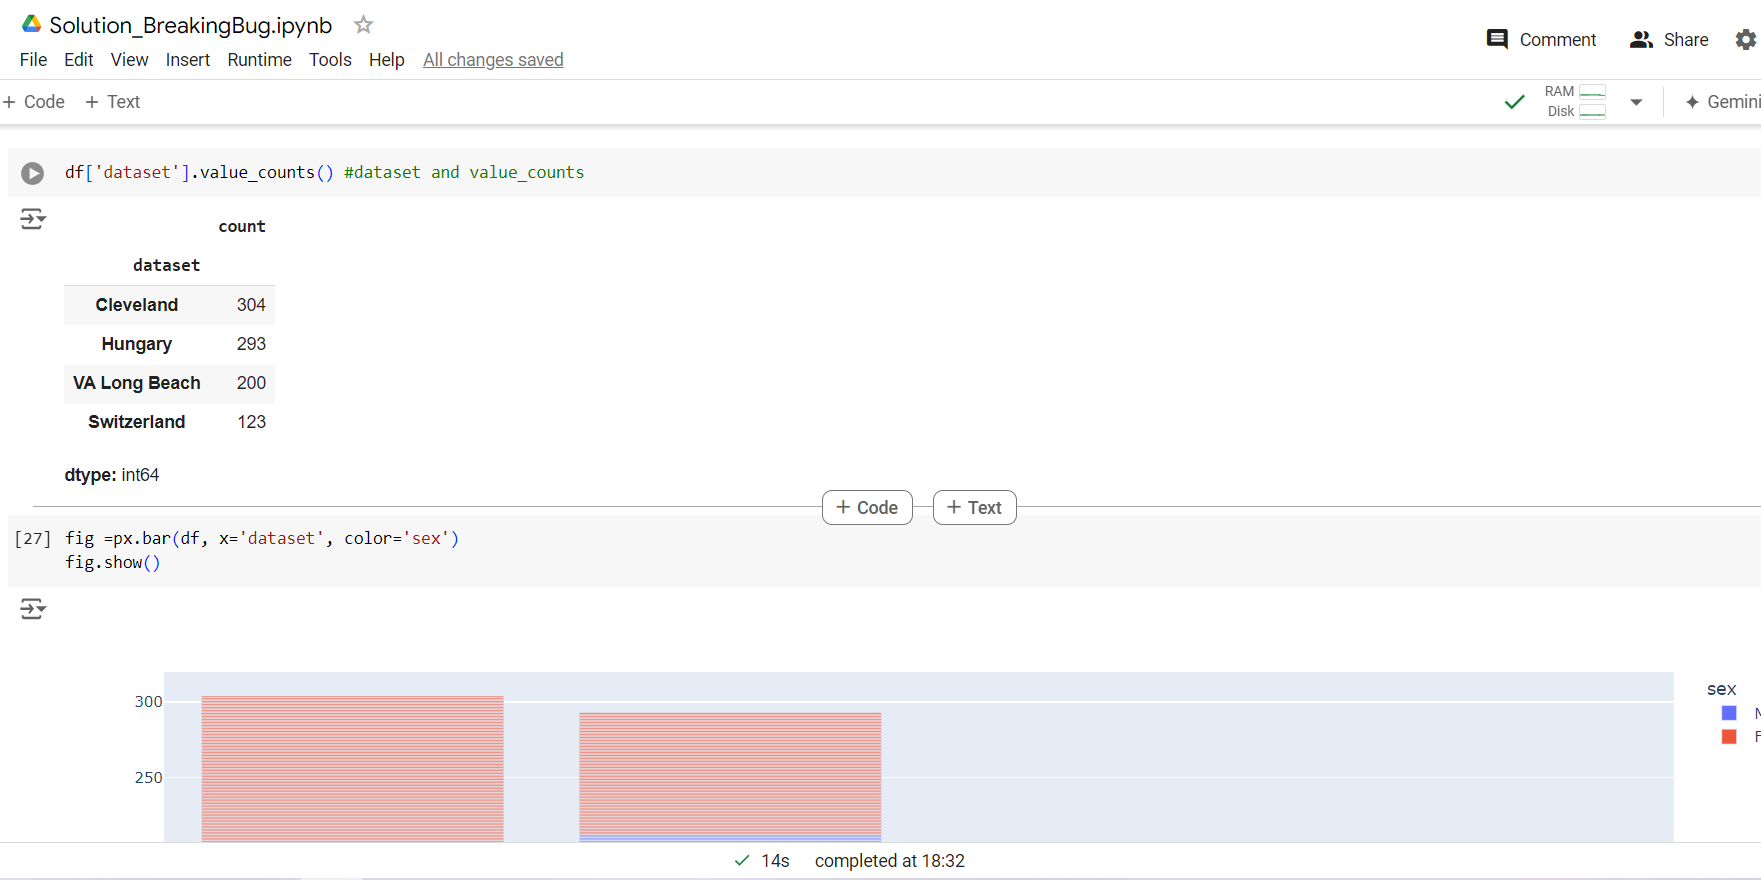 Solution_BreakingBug.ipynb
File Edit View Insert Runtime Tools Help All changes saved
Comment Share
+ Code + Text
RAM
Disk
Gemini
df['dataset'].value_counts() #dataset and value_counts
count
dataset
Cleveland 304
Hungary 293
VA Long Beach 200
Switzerland 123
dtype: int64
+ Code + Text
[27] fig =px.bar(df, x='dataset', color='sex')
fig.show()
300
250
sex
14s completed at 18:32